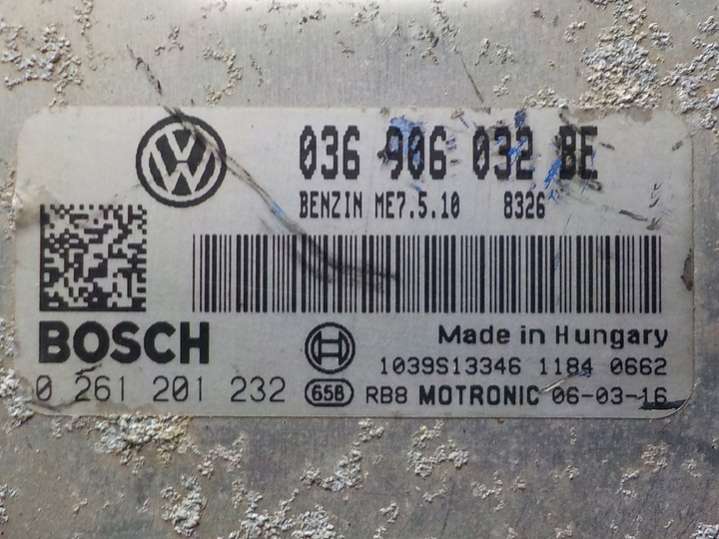 036 906 032 BE
BENZIN ME7.5.10 8326
BOSCH
Made in Hungary
1039S13346 1184 0662
0 261 201 232 65B RB8 MOTRONIC 06-03-16